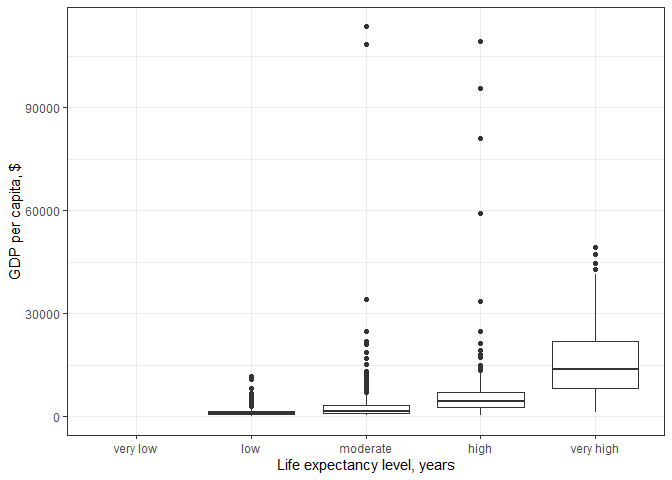 GDP per capita, $
90000
60000
30000
0
very low low moderate high very high
Life expectancy level, years